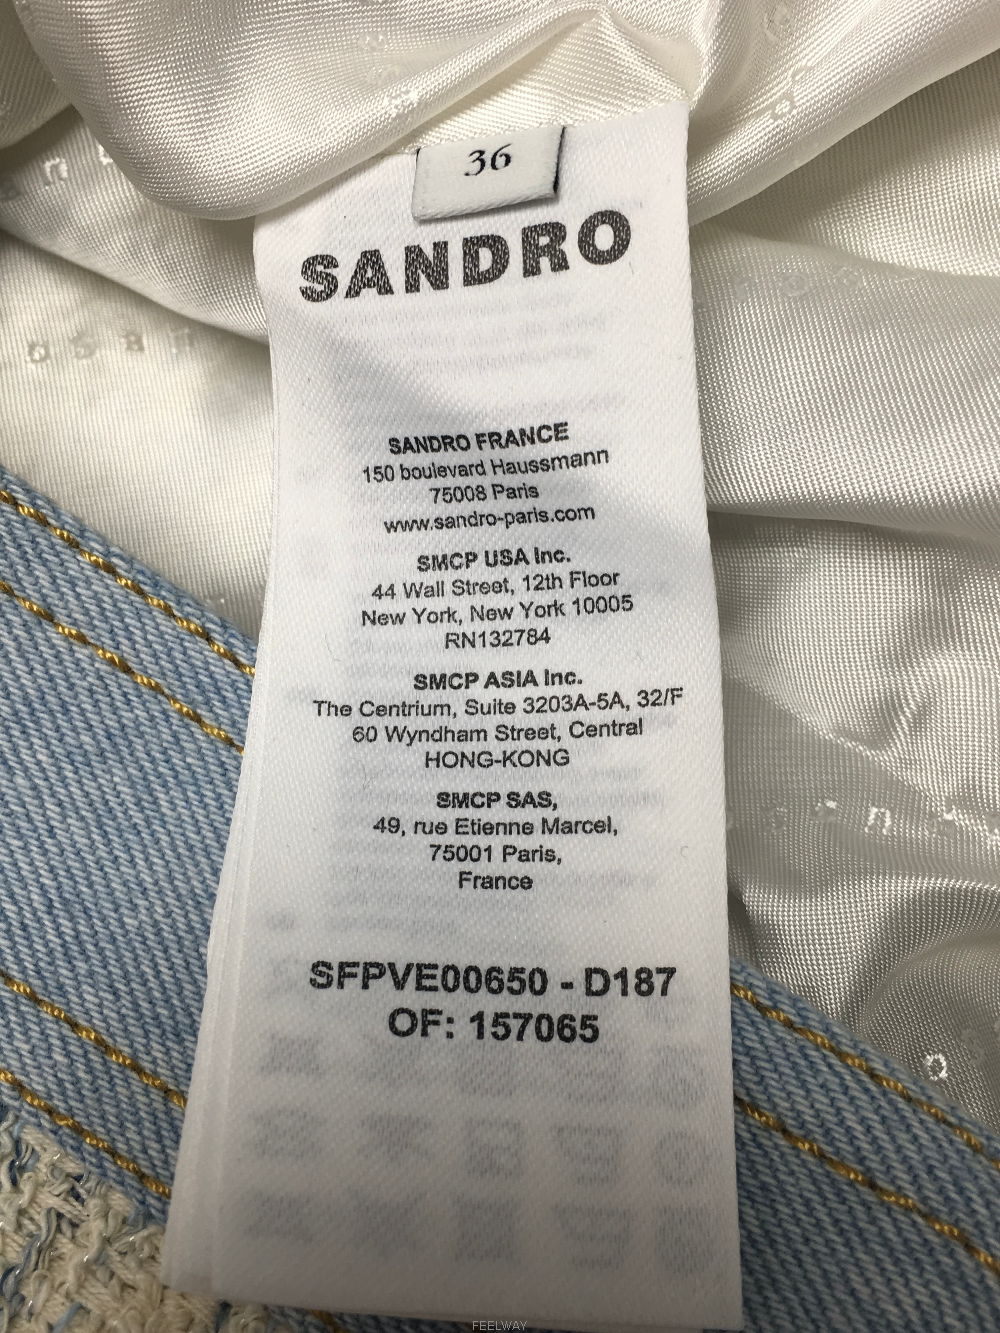 36
SANDRO
SANDRO FRANCE
150 boulevard Haussmann
75008 Paris
www.sandro-paris.com
SMCP USA Inc.
44 Wall Street, 12th Floor
New York, New York 10005
RN132784
SMCP ASIA Inc.
The Centrium, Suite 3203A-5A, 32/F
60 Wyndham Street, Central
HONG-KONG
SMCP SAS,
49, rue Etienne Marcel,
75001 Paris,
France
SFPVE00650 - D187
OF: 157065
FEELWAY